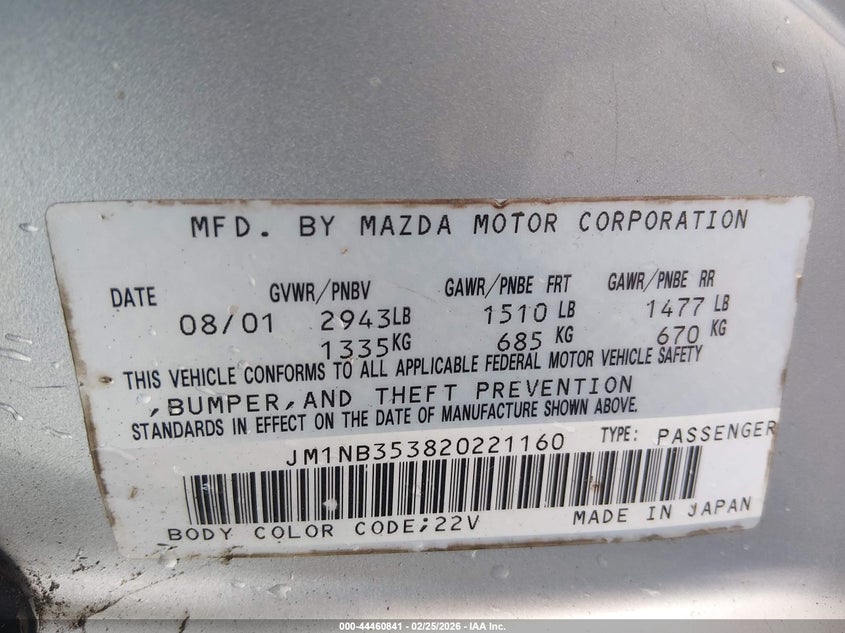 MFD. BY MAZDA MOTOR CORPORATION
DATE GVWR/PNBV GAWR/PNBE FRT GAWR/PNBE RR
08/01 2943LB 1510 LB 1477 LB
1335KG 685 KG 670 KG
THIS VEHICLE CONFORMS TO ALL APPLICABLE FEDERAL MOTOR VEHICLE SAFETY
,BUMPER,AND THEFT PREVENTION
STANDARDS IN EFFECT ON THE DATE OF MANUFACTURE SHOWN ABOVE.
JM1NB353820221160 TYPE: PASSENGER
BODY COLOR CODE;22V MADE IN JAPAN
000-44460841 - 02/25/2026 - IAA Inc.